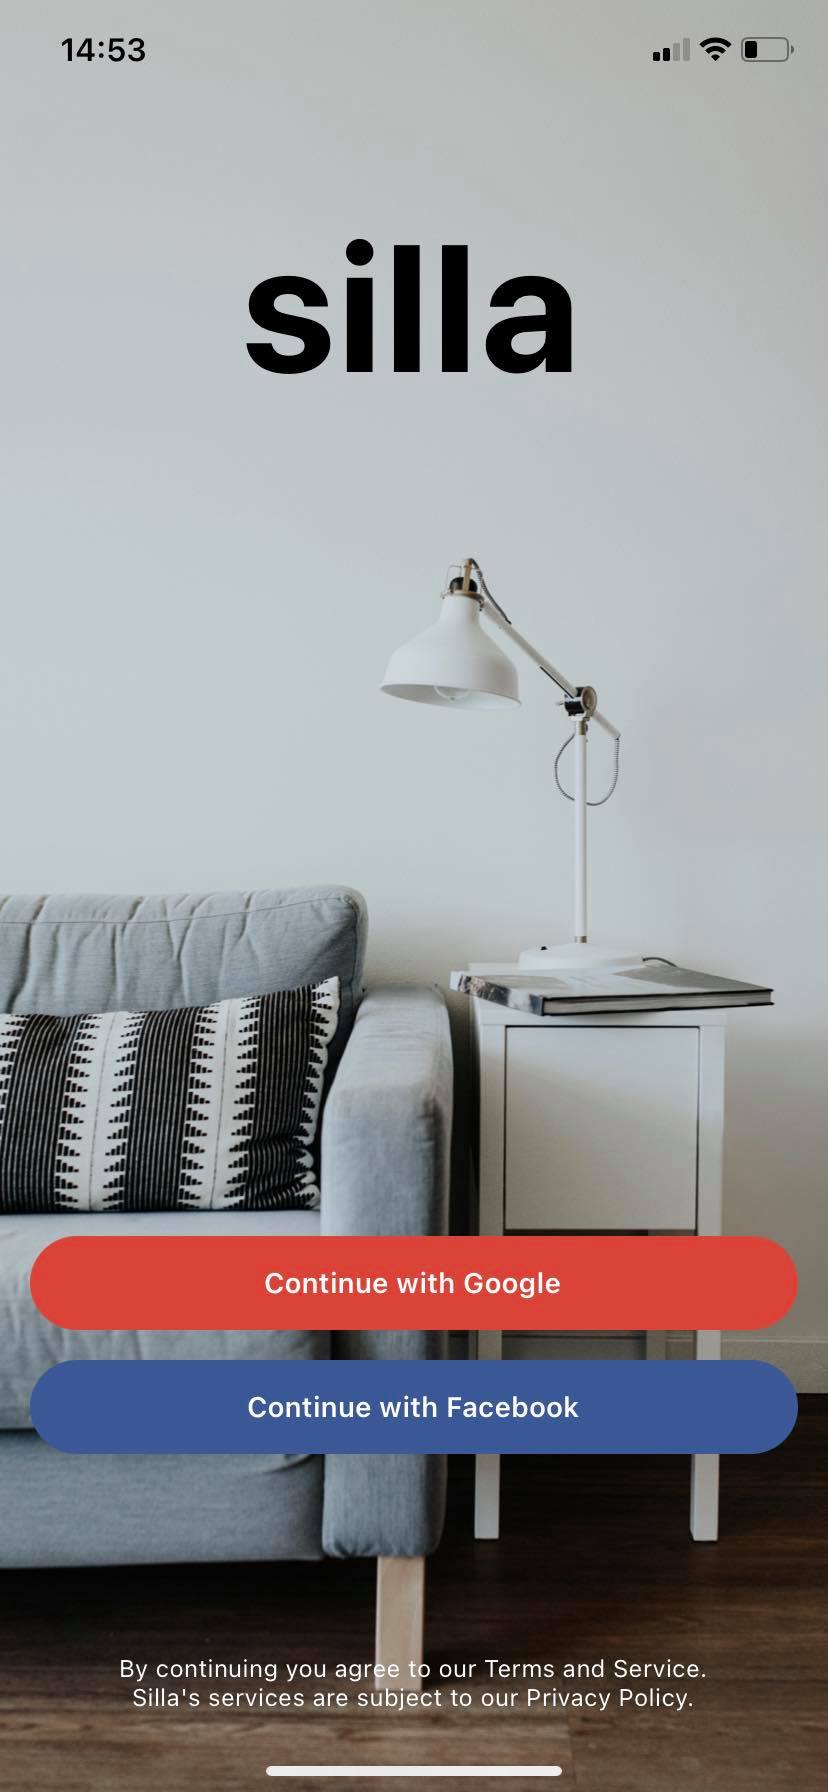 14:53
silla
Continue with Google
Continue with Facebook
By continuing you agree to our Terms and Service.
Silla's services are subject to our Privacy Policy.